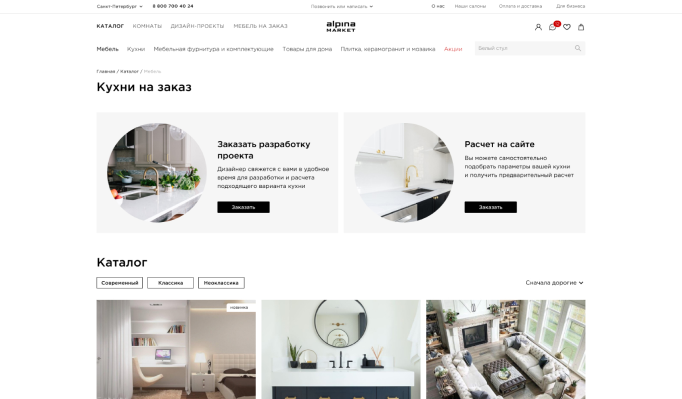 Санкт-Петербург 8 800 700 40 24 Позвонить или написать О нас Наши салоны Оплата и доставка Для бизнеса
КАТАЛОГ КОМНАТЫ ДИЗАЙН-ПРОЕКТЫ МЕБЕЛЬ НА ЗАКАЗ alpina MARKET
Мебель Кухни Мебельная фурнитура и комплектующие Товары для дома Плитка, керамогранит и мозаика Акции Белый стул
Главная / Каталог / Мебель
Кухни на заказ
Заказать разработку
проекта
Дизайнер свяжется с вами в удобное
время для разработки и расчета
подходящего варианта кухни
Заказать
Расчет на сайте
Вы можете самостоятельно
подобрать параметры вашей кухни
и получить предварительный расчет
Заказать
Каталог
Современный Классика Неоклассика Сначала дорогие
новинка